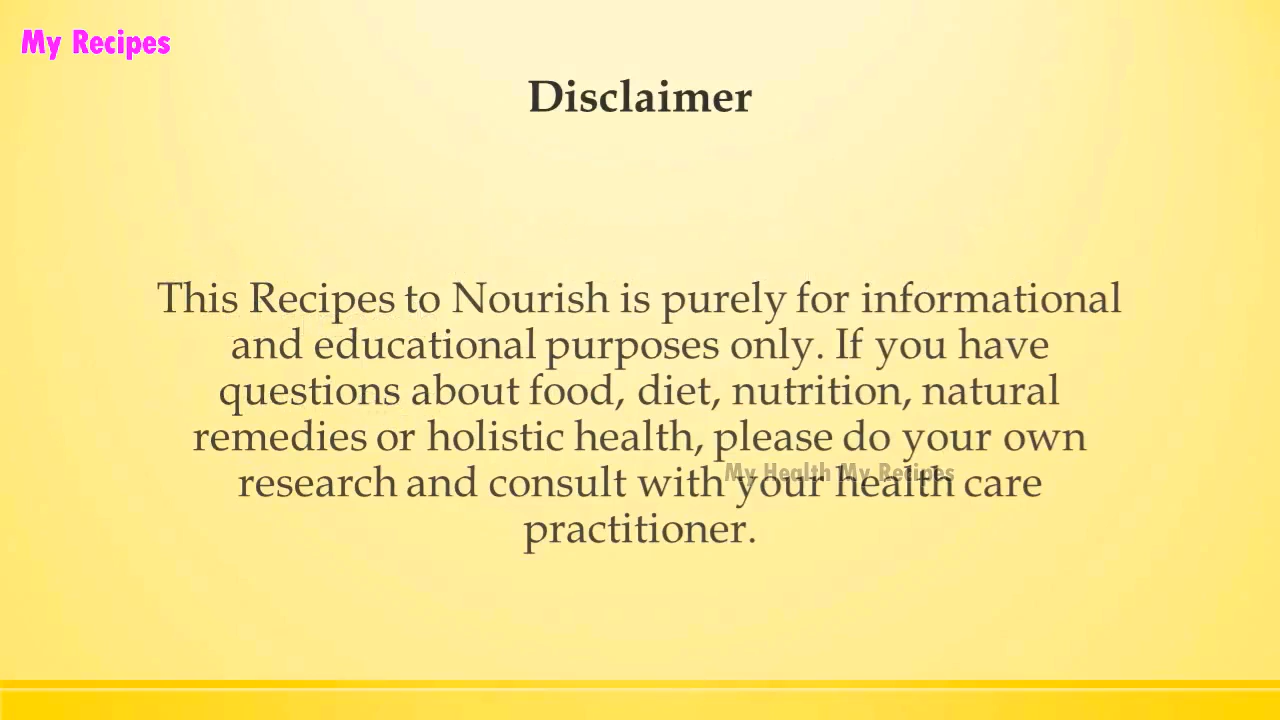 My Recipes
Disclaimer
This Recipes to Nourish is purely for informational
and educational purposes only. If you have
questions about food, diet, nutrition, natural
remedies or holistic health, please do your own
My Health My Recipes
research and consult with your health care
practitioner.